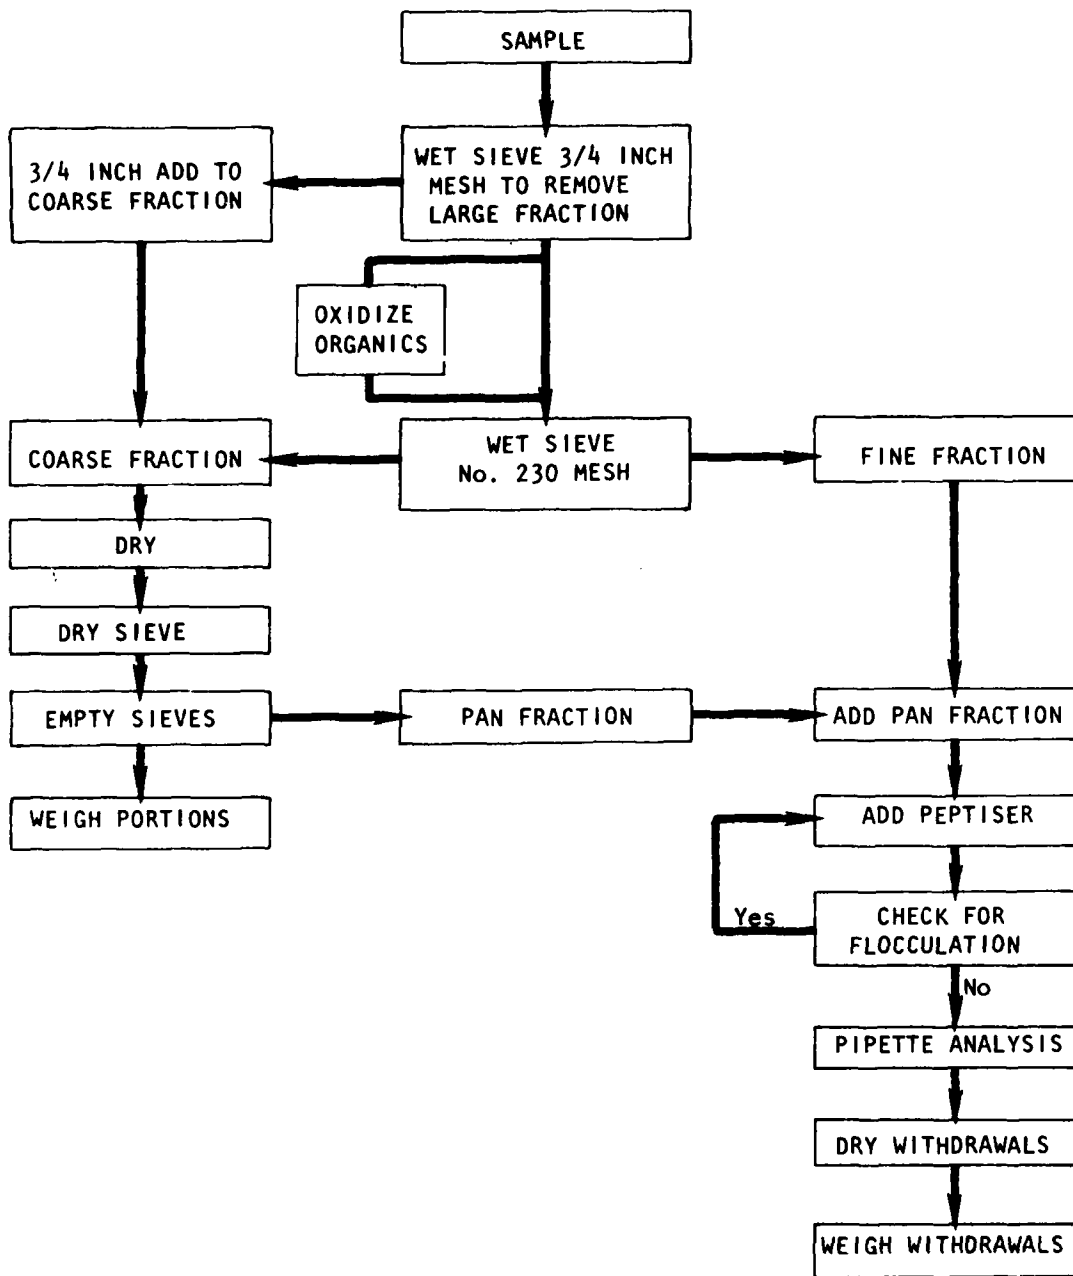 SAMPLE
3/4 INCH ADD TO
COARSE FRACTION
WET SIEVE 3/4 INCH
MESH TO REMOVE
LARGE FRACTION
OXIDIZE
ORGANICS
COARSE FRACTION
WET SIEVE
No. 230 MESH
FINE FRACTION
DRY
DRY SIEVE
EMPTY SIEVES
PAN FRACTION
ADD PAN FRACTION
WEIGH PORTIONS
ADD PEPTISER
Yes
CHECK FOR
FLOCCULATION
No
PIPETTE ANALYSIS
DRY WITHDRAWALS
WEIGH WITHDRAWALS